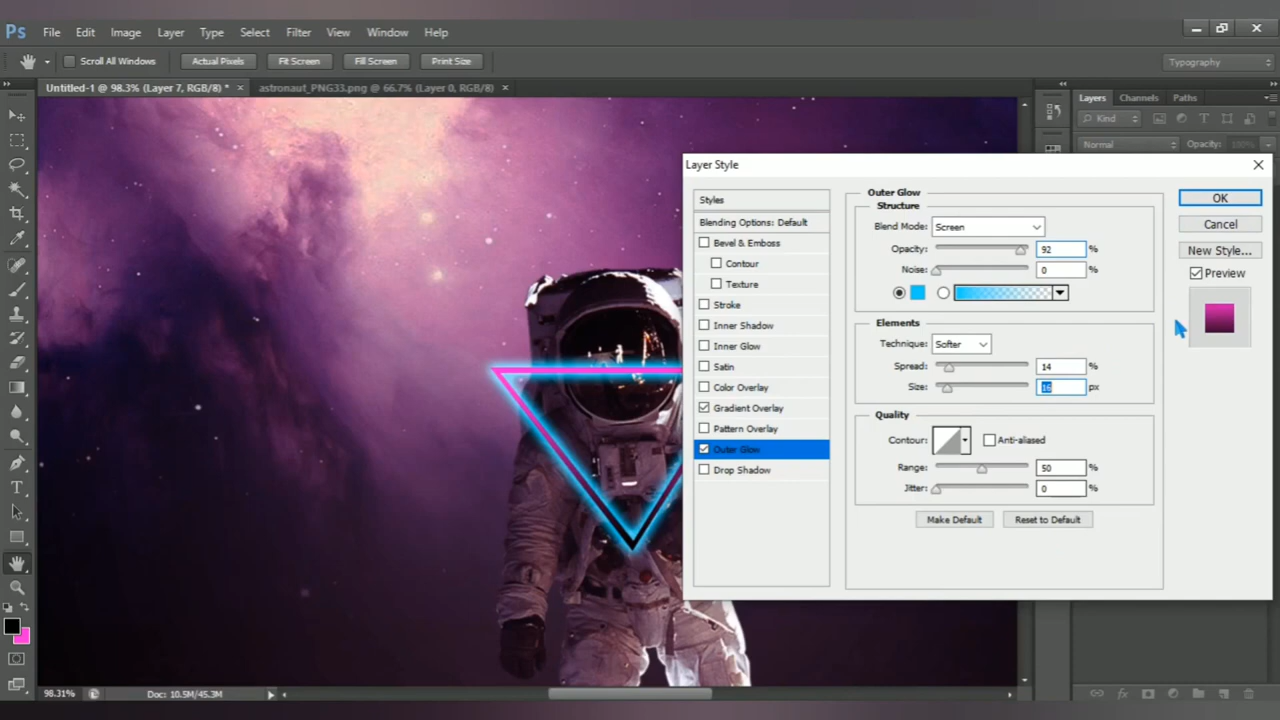 Ps File Edit Image Layer Type Select Filter View Window Help
Scroll All Windows Actual Pixels Fit Screen Fill Screen Print Size Typography
Untitled-1 @ 98.3% (Layer 7, RGB/8) * × astronaut_PNG33.png @ 66.7% (Layer 0, RGB/8) ×
Layers Channels Paths
Kind
Normal Opacity: 100%
Layer Style
Styles
Blending Options: Default
Bevel & Emboss
Contour
Texture
Stroke
Inner Shadow
Inner Glow
Satin
Color Overlay
Gradient Overlay
Pattern Overlay
Outer Glow
Drop Shadow
Outer Glow
Structure
Blend Mode: Screen
Opacity: 92 %
Noise: 0 %
Elements
Technique: Softer
Spread: 14 %
Size: 16 px
Quality
Contour: Anti-aliased
Range: 50 %
Jitter: 0 %
Make Default Reset to Default
OK
Cancel
New Style...
Preview
98.31% Doc: 10.5M/45.3M